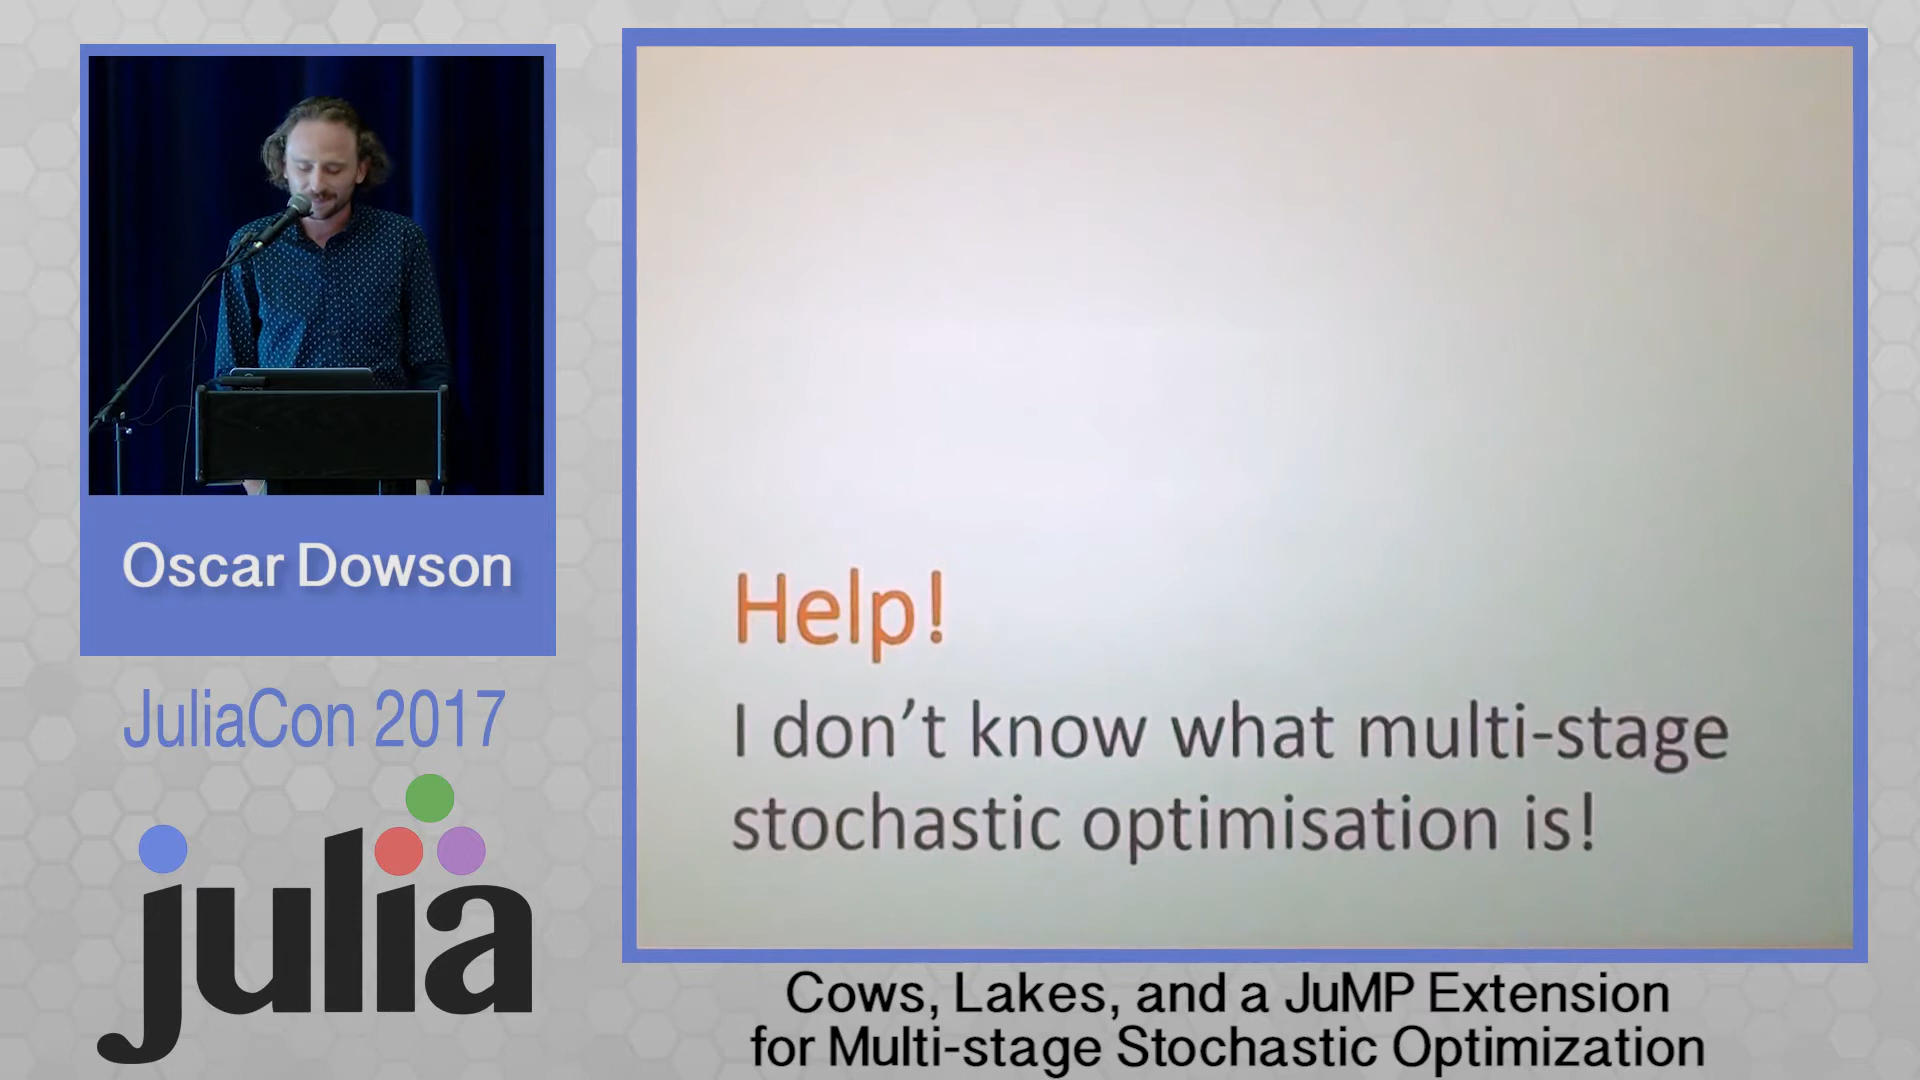 Oscar Dowson
JuliaCon 2017
julia
Help!
I don't know what multi-stage
stochastic optimisation is!
Cows, Lakes, and a JuMP Extension
for Multi-stage Stochastic Optimization